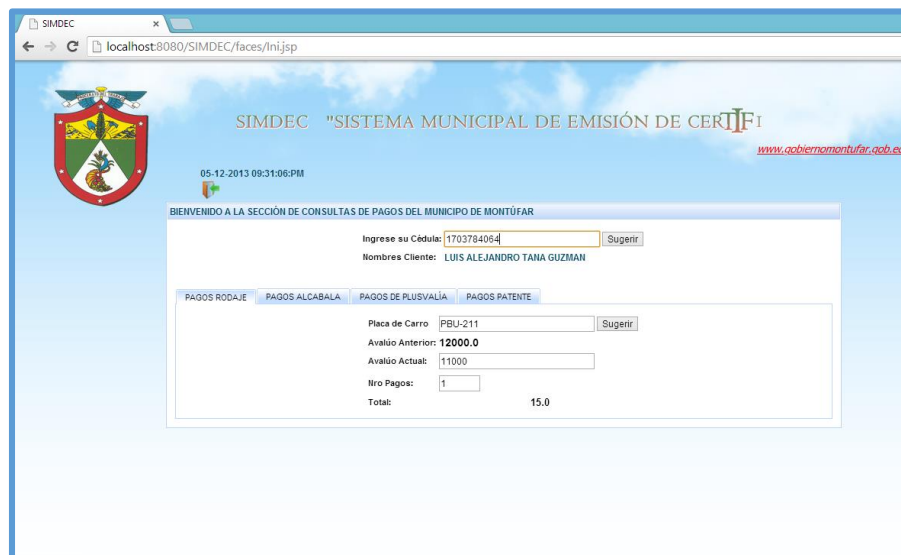 SIMDEC
localhost:8080/SIMDEC/faces/Ini.jsp
SIMDEC "SISTEMA MUNICIPAL DE EMISIÓN DE CERTIFI
www.gobiernomontufar.gob.ec
05-12-2013 09:31:06:PM
BIENVENIDO A LA SECCIÓN DE CONSULTAS DE PAGOS DEL MUNICIPO DE MONTÚFAR
Ingrese su Cédula: 1703784064 Sugerir
Nombres Cliente: LUIS ALEJANDRO TANA GUZMAN
PAGOS RODAJE PAGOS ALCABALA PAGOS DE PLUSVALÍA PAGOS PATENTE
Placa de Carro PBU-211 Sugerir
Avalúo Anterior: 12000.0
Avalúo Actual: 11000
Nro Pagos: 1
Total: 15.0